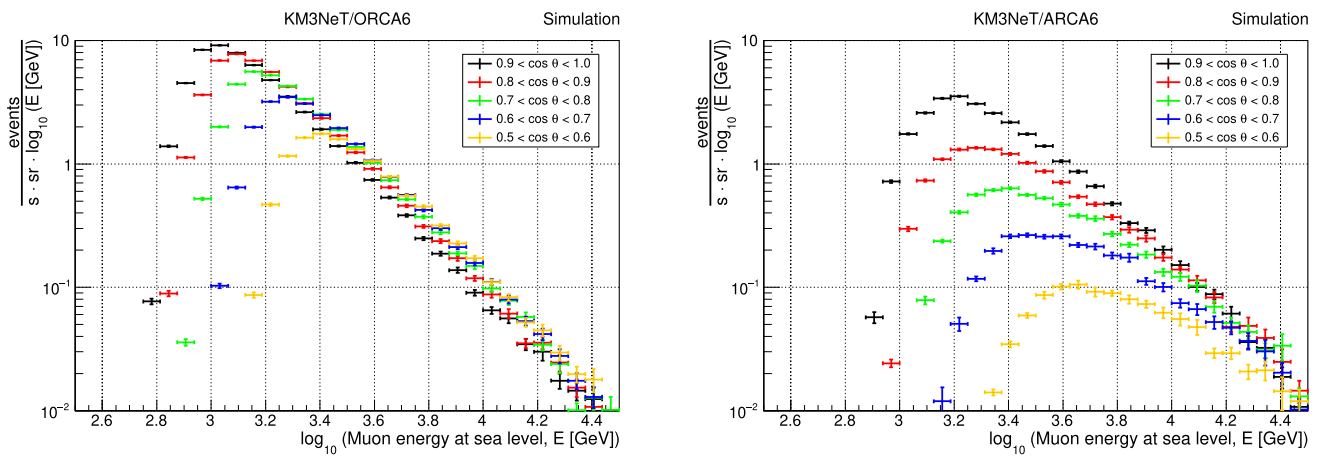 KM3NeT/ORCA6 Simulation
events
s · sr · log10 (E [GeV])
10
1
10−1
10−2
0.9 < cos θ < 1.0
0.8 < cos θ < 0.9
0.7 < cos θ < 0.8
0.6 < cos θ < 0.7
0.5 < cos θ < 0.6
2.6 2.8 3 3.2 3.4 3.6 3.8 4 4.2 4.4
log10 (Muon energy at sea level, E [GeV])
KM3NeT/ARCA6 Simulation
events
s · sr · log10 (E [GeV])
10
1
10−1
10−2
0.9 < cos θ < 1.0
0.8 < cos θ < 0.9
0.7 < cos θ < 0.8
0.6 < cos θ < 0.7
0.5 < cos θ < 0.6
2.6 2.8 3 3.2 3.4 3.6 3.8 4 4.2 4.4
log10 (Muon energy at sea level, E [GeV])